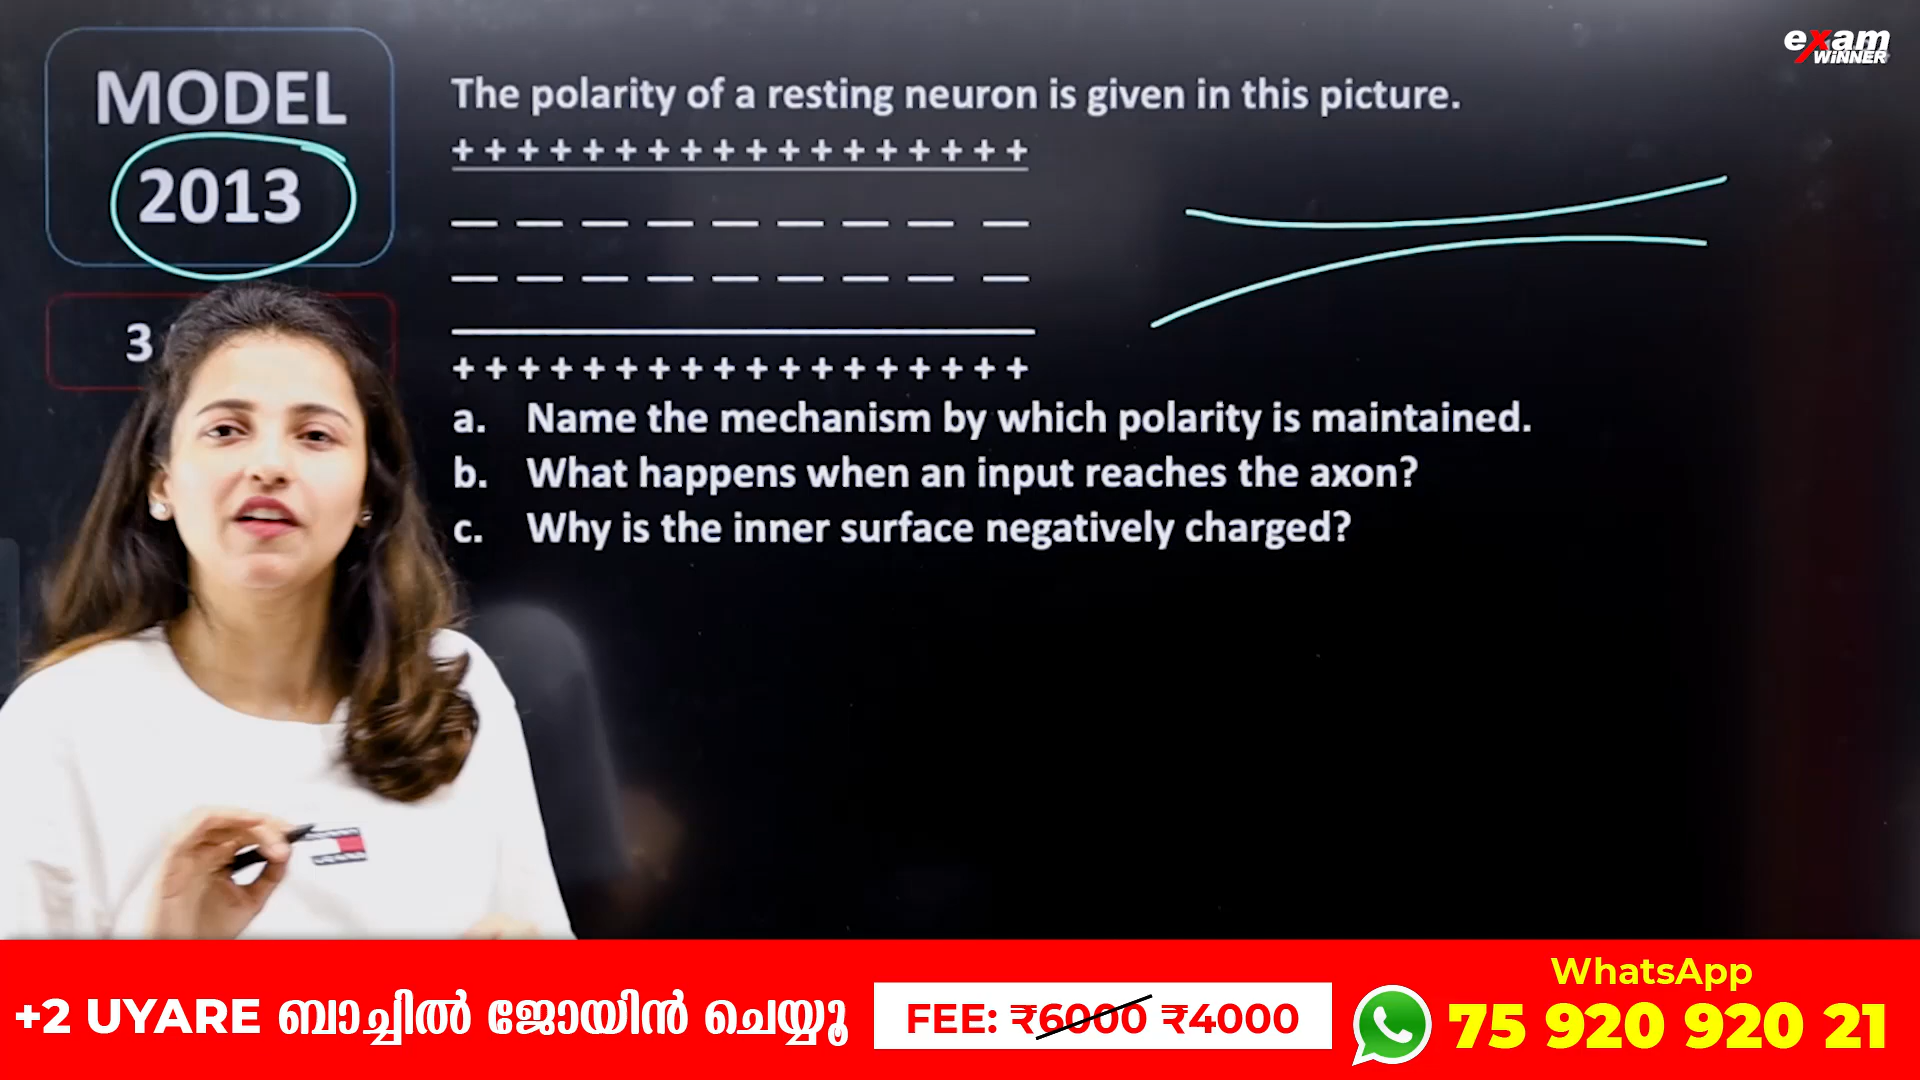 exam
WiNNER
MODEL
2013
3
The polarity of a resting neuron is given in this picture.
+ + + + + + + + + + + + + + + + + +
— — — — — — — — —
— — — — — — — — —
+ + + + + + + + + + + + + + + + + +
a. Name the mechanism by which polarity is maintained.
b. What happens when an input reaches the axon?
c. Why is the inner surface negatively charged?
+2 UYARE ബാച്ചിൽ ജോയിൻ ചെയ്യൂ
FEE: ₹6000 ₹4000
WhatsApp
75 920 920 21